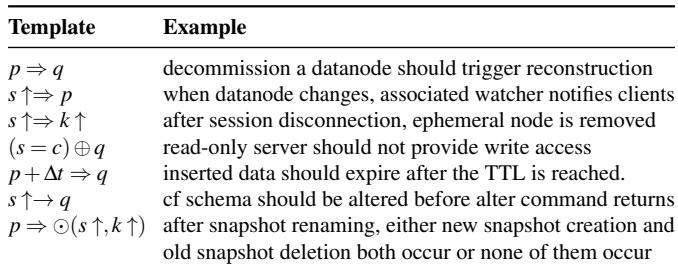 Template Example
p ⇒ q decommission a datanode should trigger reconstruction
s ↑⇒ p when datanode changes, associated watcher notifies clients
s ↑⇒ k ↑ after session disconnection, ephemeral node is removed
(s = c) ⊕ q read-only server should not provide write access
p + Δt ⇒ q inserted data should expire after the TTL is reached.
s ↑→ q cf schema should be altered before alter command returns
p ⇒ ⊙(s ↑, k ↑) after snapshot renaming, either new snapshot creation and
old snapshot deletion both occur or none of them occur